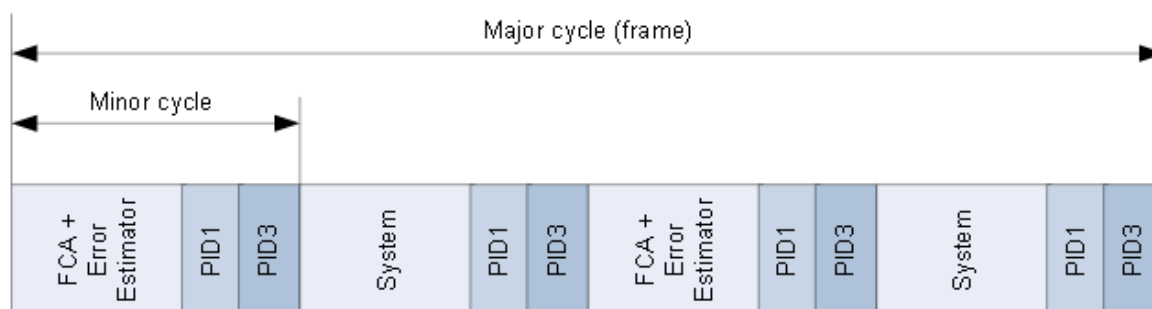 Major cycle (frame)
Minor cycle
FCA +
Error
Estimator
PID1
PID3
System
PID1
PID3
FCA +
Error
Estimator
PID1
PID3
System
PID1
PID3